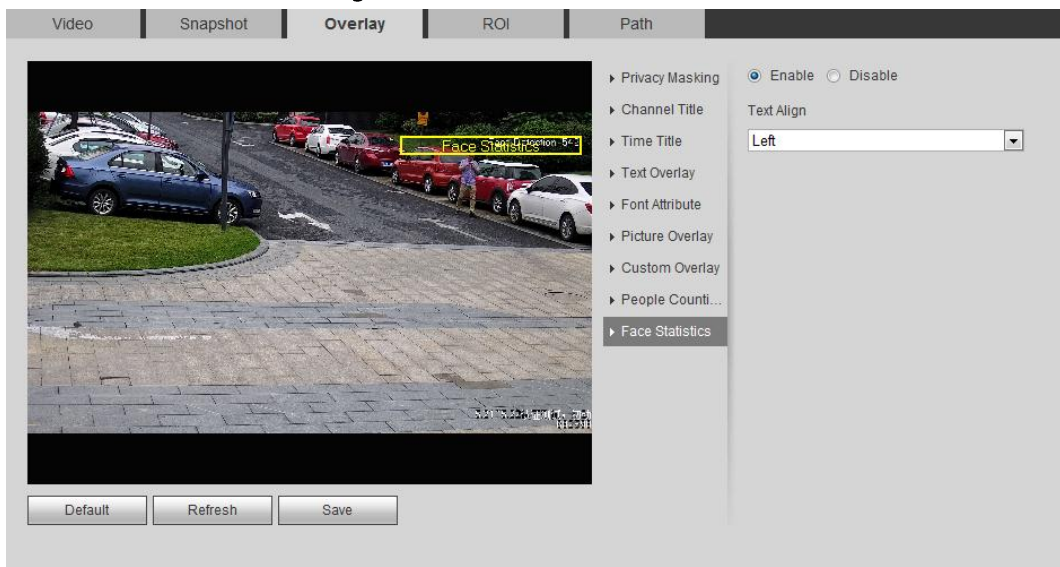 Video Snapshot Overlay ROI Path
Privacy Masking
Channel Title
Time Title
Text Overlay
Font Attribute
Picture Overlay
Custom Overlay
People Counti...
Face Statistics
Enable Disable
Text Align
Left
Face Statistics
Default Refresh Save